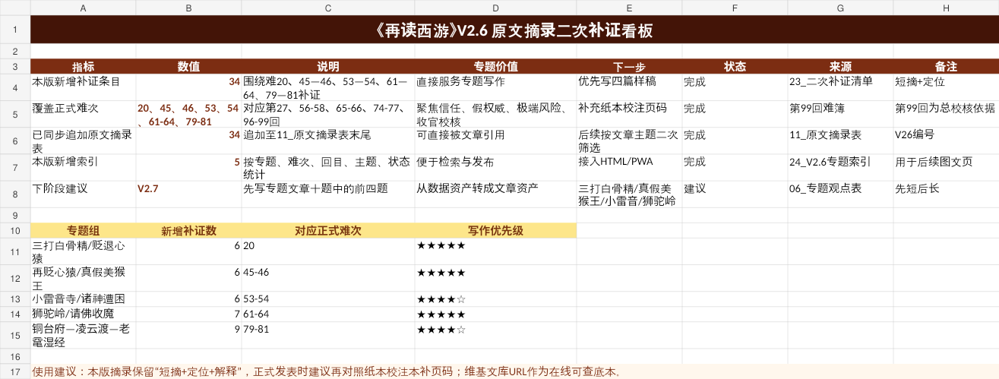 A B C D E F G H
1 《再读西游》V2.6 原文摘录二次补证看板
2
3 指标 数值 说明 专题价值 下一步 状态 来源 备注
4 本版新增补证条目 34 围绕难20、45—46、53—54、61— 直接服务专题写作 优先写四篇样稿 完成 23_二次补证清单 短摘+定位
64、79—81补证
5 覆盖正式难次 20、45、46、53、54 对应第27、56-58、65-66、74-77、 聚焦信任、假权威、极端风险、 补充纸本校注页码 完成 第99回难簿 第99回为总校核依据
、61-64、79-81 96-99回 收官校核
6 已同步追加原文摘录 34 追加至11_原文摘录表末尾 可直接被文章引用 后续按文章主题二次 完成 11_原文摘录表 V26编号
表 筛选
7 本版新增索引 5 按专题、难次、回目、主题、状态 便于检索与发布 接入HTML/PWA 完成 24_V2.6专题索引 用于后续图文页
统计
8 下阶段建议 V2.7 先写专题文章十题中的前四题 从数据资产转成文章资产 三打白骨精/真假美 建议 06_专题观点表 先短后长
猴王/小雷音/狮驼岭
9
10 专题组 新增补证数 对应正式难次 写作优先级
11 三打白骨精/贬退心 6 20 ★★★★★
猿
12 再贬心猿/真假美猴 6 45-46 ★★★★★
王
13 小雷音寺/诸神遭困 6 53-54 ★★★★☆
14 狮驼岭/请佛收魔 7 61-64 ★★★★★
15 铜台府—凌云渡—老 9 79-81 ★★★★☆
鼋湿经
16
17 使用建议：本版摘录保留“短摘+定位+解释”，正式发表时建议再对照纸本校注本补页码；维基文库URL作为在线可查底本。